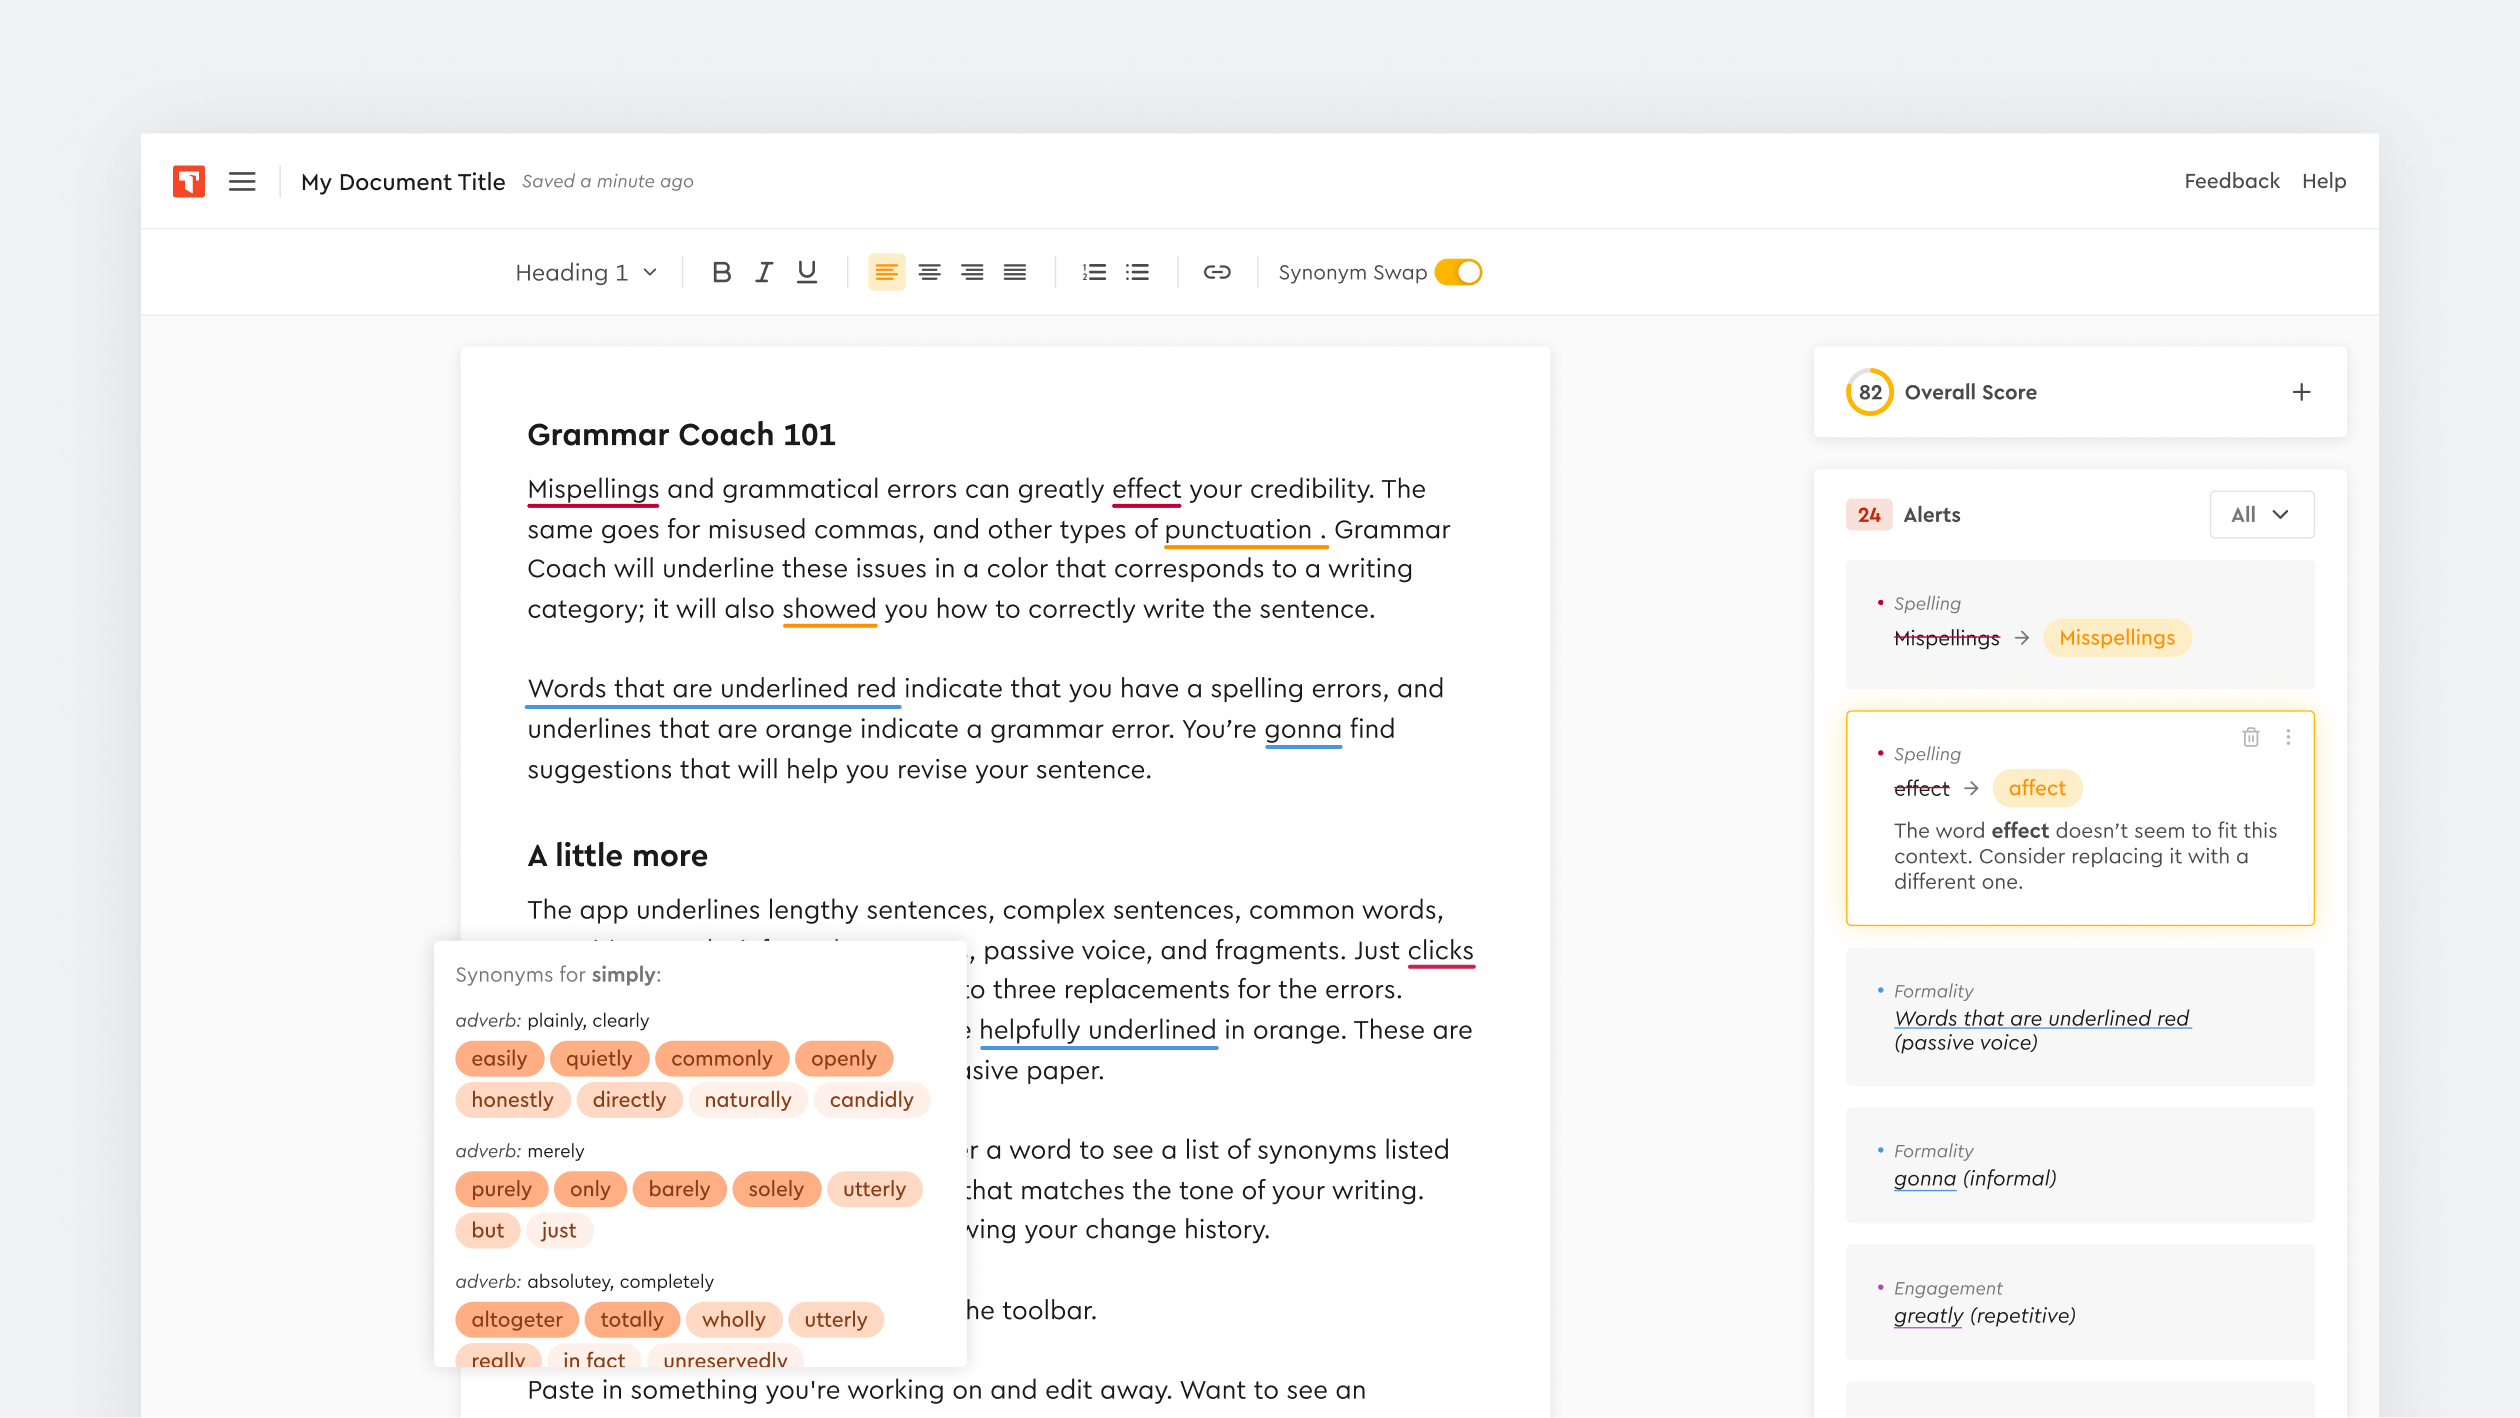 My Document Title Saved a minute ago Feedback Help
Heading 1 B I U Synonym Swap
Grammar Coach 101
Mispellings and grammatical errors can greatly effect your credibility. The
same goes for misused commas, and other types of punctuation . Grammar
Coach will underline these issues in a color that corresponds to a writing
category; it will also showed you how to correctly write the sentence.
Words that are underlined red indicate that you have a spelling errors, and
underlines that are orange indicate a grammar error. You’re gonna find
suggestions that will help you revise your sentence.
A little more
The app underlines lengthy sentences, complex sentences, common words,
, passive voice, and fragments. Just clicks
to three replacements for the errors.
helpfully underlined in orange. These are
paper.
a word to see a list of synonyms listed
that matches the tone of your writing.
your change history.
toolbar.
Paste in something you're working on and edit away. Want to see an
Synonyms for simply:
adverb: plainly, clearly
easily quietly commonly openly
honestly directly naturally candidly
adverb: merely
purely only barely solely utterly
but just
adverb: absolutey, completely
altogeter totally wholly utterly
really in fact unreservedly
82 Overall Score
24 Alerts All
Spelling
Mispellings → Misspellings
Spelling
effect → affect
The word effect doesn’t seem to fit this
context. Consider replacing it with a
different one.
Formality
Words that are underlined red
(passive voice)
Formality
gonna (informal)
Engagement
greatly (repetitive)